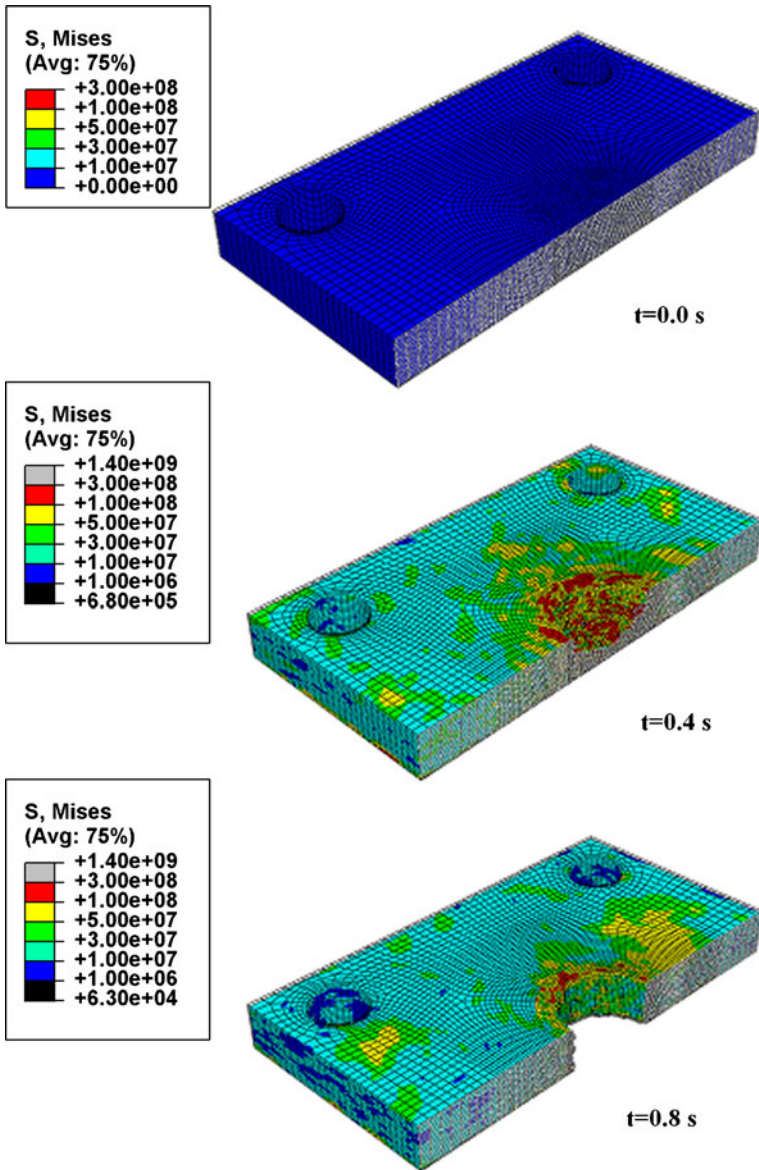 S, Mises
(Avg: 75%)
+3.00e+08
+1.00e+08
+5.00e+07
+3.00e+07
+1.00e+07
+0.00e+00
t=0.0 s
S, Mises
(Avg: 75%)
+1.40e+09
+3.00e+08
+1.00e+08
+5.00e+07
+3.00e+07
+1.00e+07
+1.00e+06
+6.80e+05
t=0.4 s
S, Mises
(Avg: 75%)
+1.40e+09
+3.00e+08
+1.00e+08
+5.00e+07
+3.00e+07
+1.00e+07
+1.00e+06
+6.30e+04
t=0.8 s